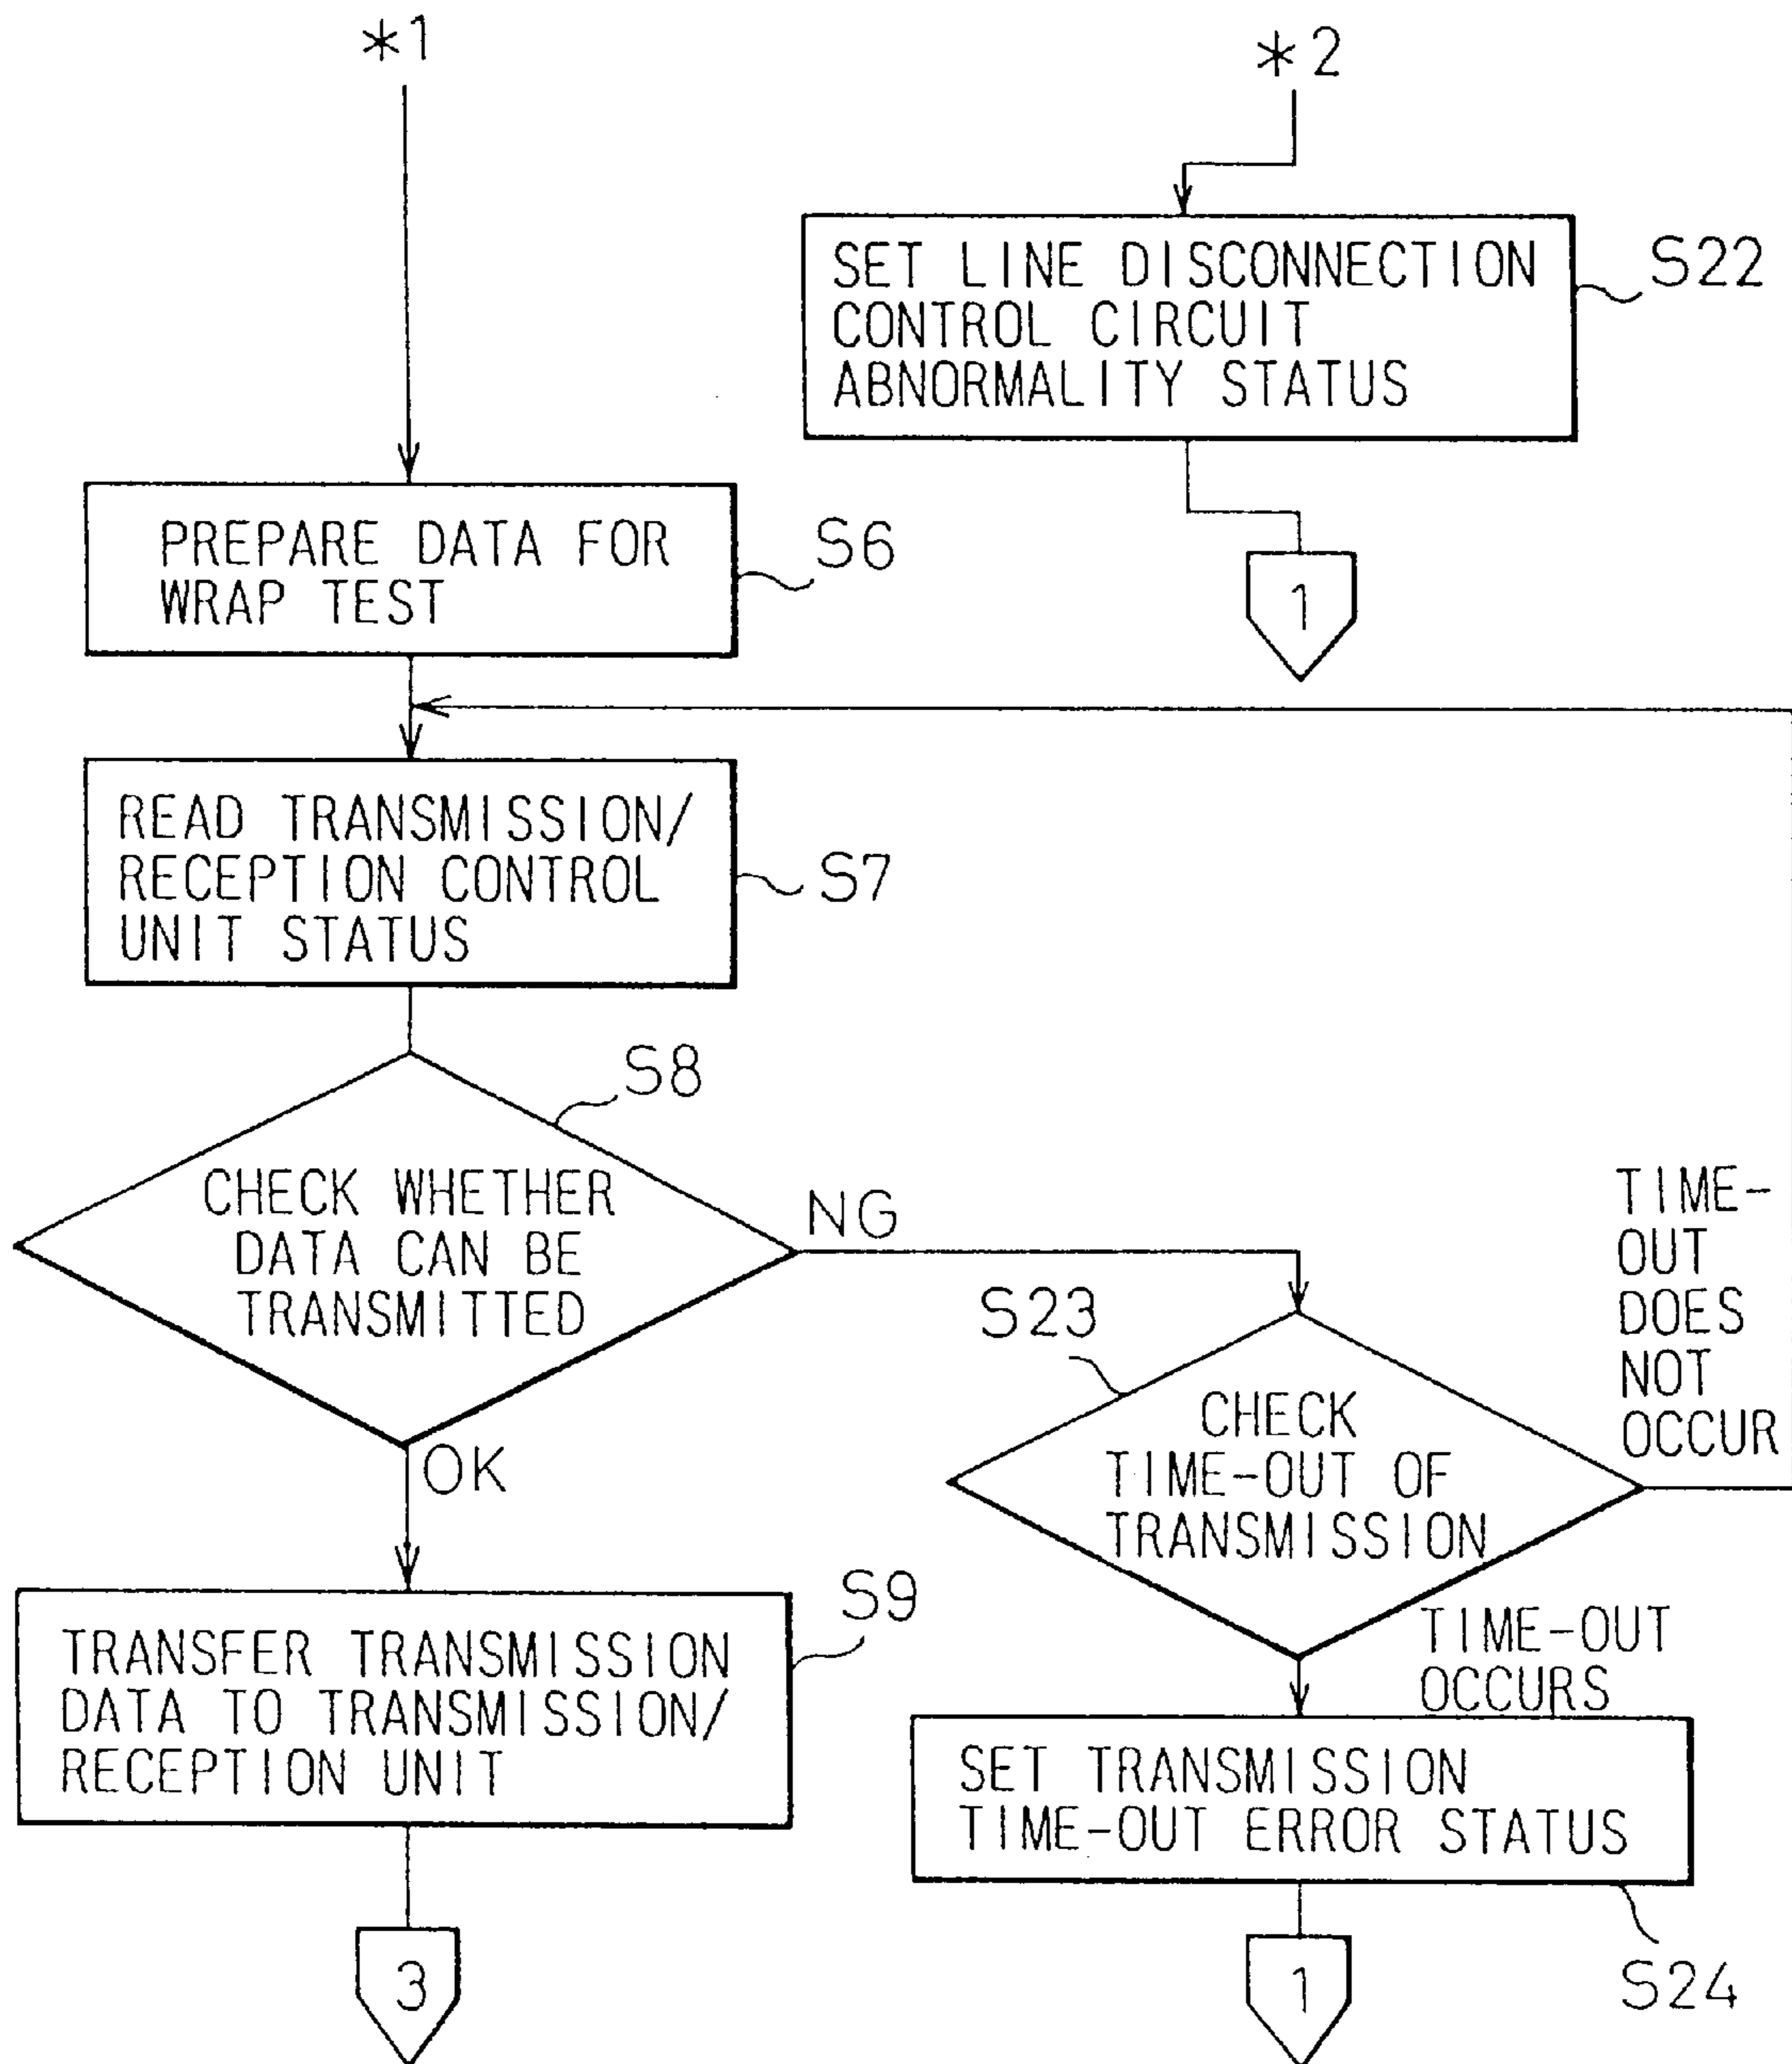 *1
*2
SET LINE DISCONNECTION
CONTROL CIRCUIT
ABNORMALITY STATUS
S22
1
PREPARE DATA FOR
WRAP TEST
S6
READ TRANSMISSION/
RECEPTION CONTROL
UNIT STATUS
S7
S8
CHECK WHETHER
DATA CAN BE
TRANSMITTED
NG
OK
S23
CHECK
TIME-OUT OF
TRANSMISSION
TIME-
OUT
DOES
NOT
OCCUR
TIME-OUT
OCCURS
TRANSFER TRANSMISSION
DATA TO TRANSMISSION/
RECEPTION UNIT
S9
3
SET TRANSMISSION
TIME-OUT ERROR STATUS
S24
1